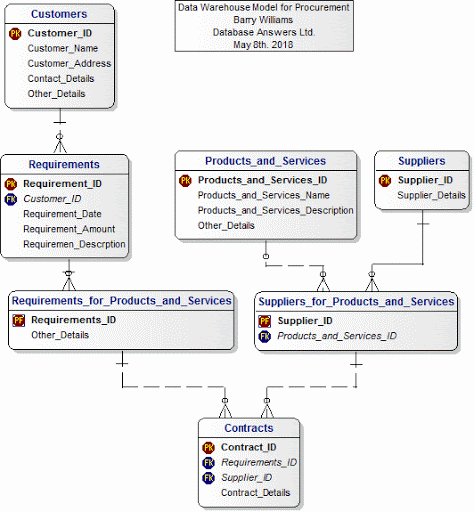 Data Warehouse Model for Procurement
Barry Williams
Database Answers Ltd.
May 8th. 2018
Customers
PK Customer_ID
Customer_Name
Customer_Address
Contact_Details
Other_Details
Requirements
PK Requirement_ID
FK Customer_ID
Requirement_Date
Requirement_Amount
Requiremen_Descrption
Products_and_Services
PK Products_and_Services_ID
Products_and_Services_Name
Products_and_Services_Description
Other_Details
Suppliers
PK Supplier_ID
Supplier_Details
Requirements_for_Products_and_Services
PF Requirements_ID
Other_Details
Suppliers_for_Products_and_Services
PF Supplier_ID
FK Products_and_Services_ID
Contracts
PK Contract_ID
FK Requirements_ID
FK Supplier_ID
Contract_Details